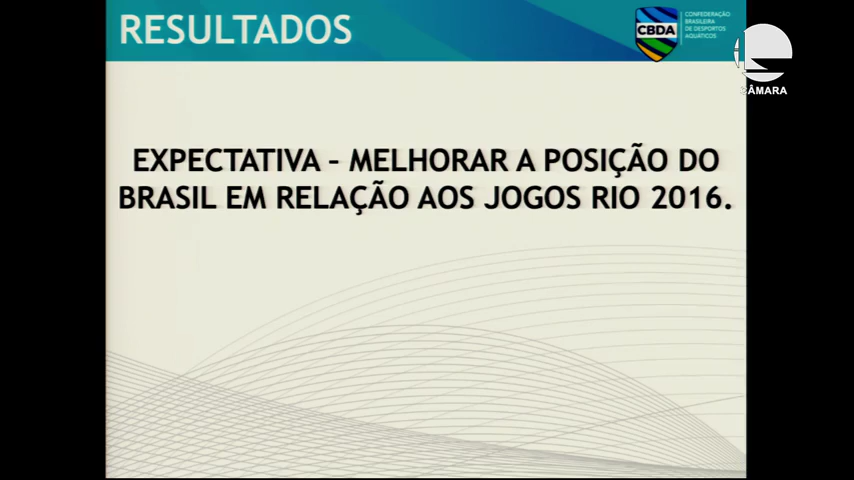 RESULTADOS
CBDA
CONFEDERAÇÃO
BRASILEIRA
DE DESPORTOS
AQUÁTICOS
CÂMARA
EXPECTATIVA – MELHORAR A POSIÇÃO DO
BRASIL EM RELAÇÃO AOS JOGOS RIO 2016.